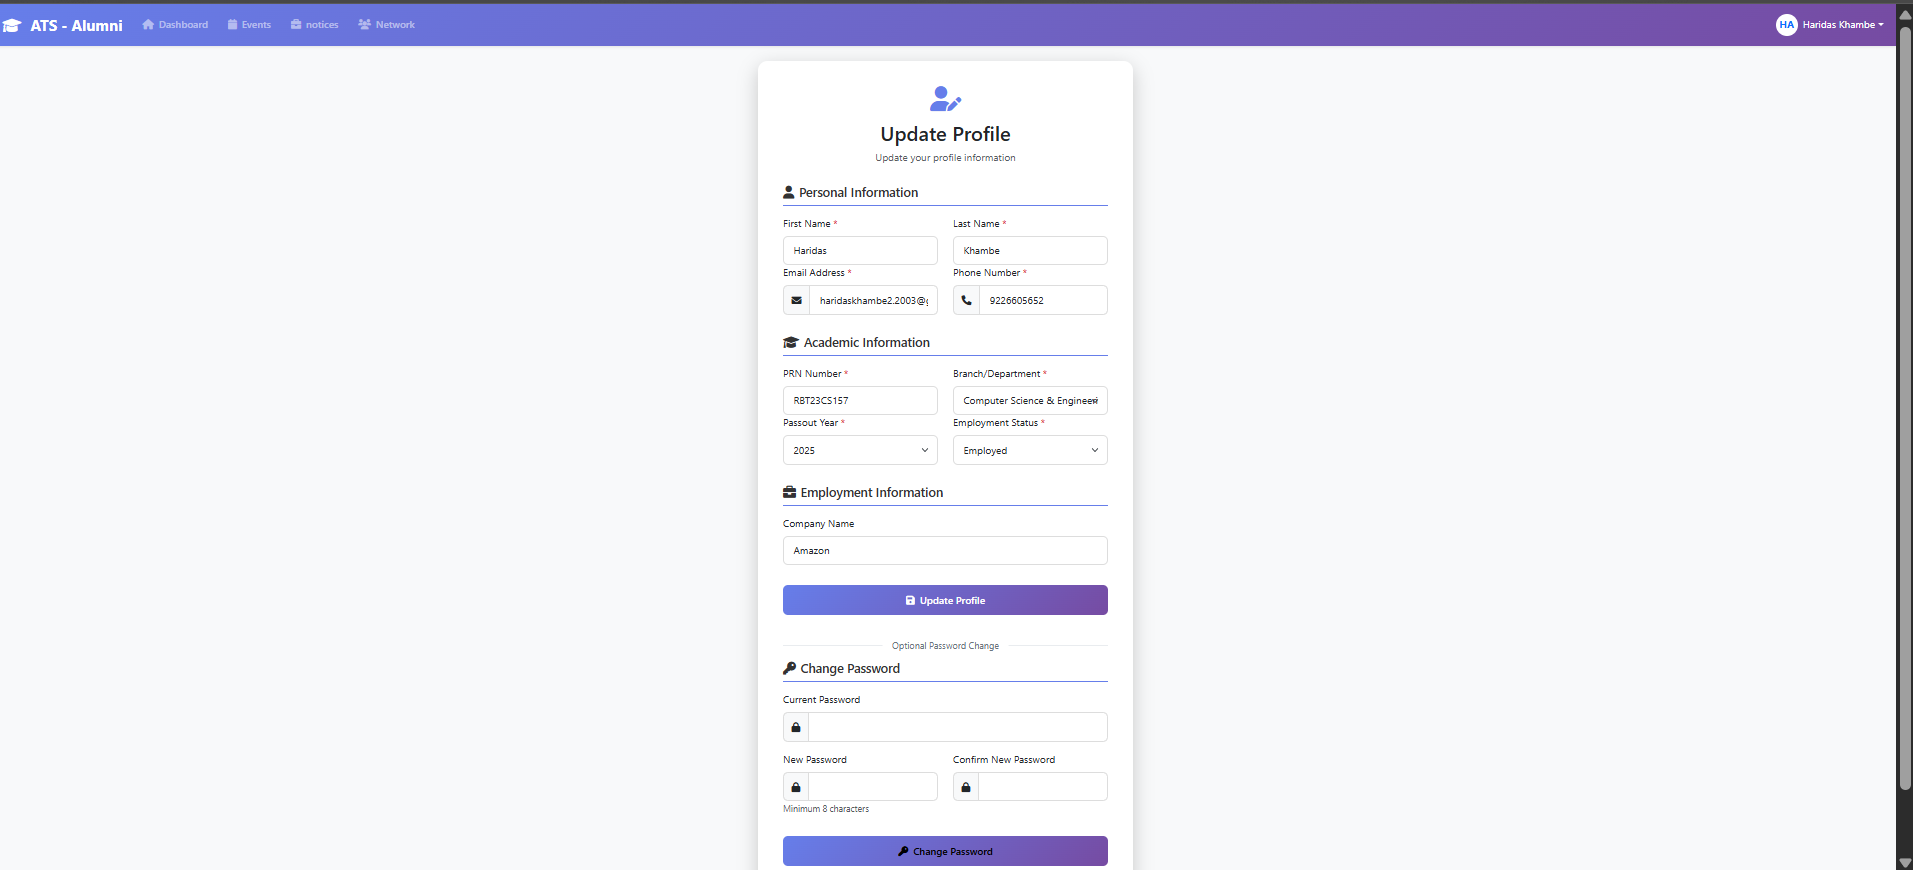 ATS - Alumni Dashboard Events notices Network HA Haridas Khambe
Update Profile
Update your profile information
Personal Information
First Name * Last Name *
Haridas Khambe
Email Address * Phone Number *
haridaskhambe2.2003@ 9226605652
Academic Information
PRN Number * Branch/Department *
RBT23CS157 Computer Science &
Passout Year * Employment Status *
2025 Employed
Employment Information
Company Name
Amazon
Update Profile
Optional Password Change
Change Password
Current Password
New Password Confirm New Password
Minimum 8 characters
Change Password